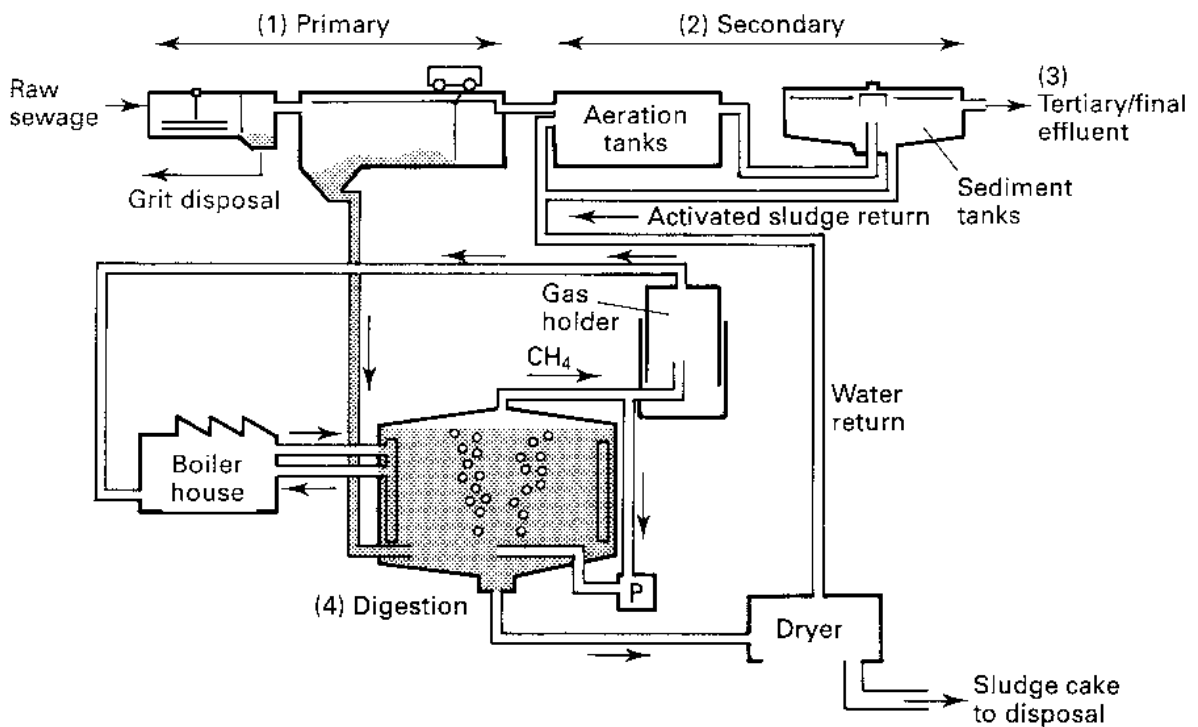 (1) Primary
(2) Secondary
Raw
sewage
Aeration
tanks
(3)
Tertiary/final
effluent
Grit disposal
Sediment
tanks
Activated sludge return
Gas
holder
CH₄
Water
return
Boiler
house
(4) Digestion
P
Dryer
Sludge cake
to disposal